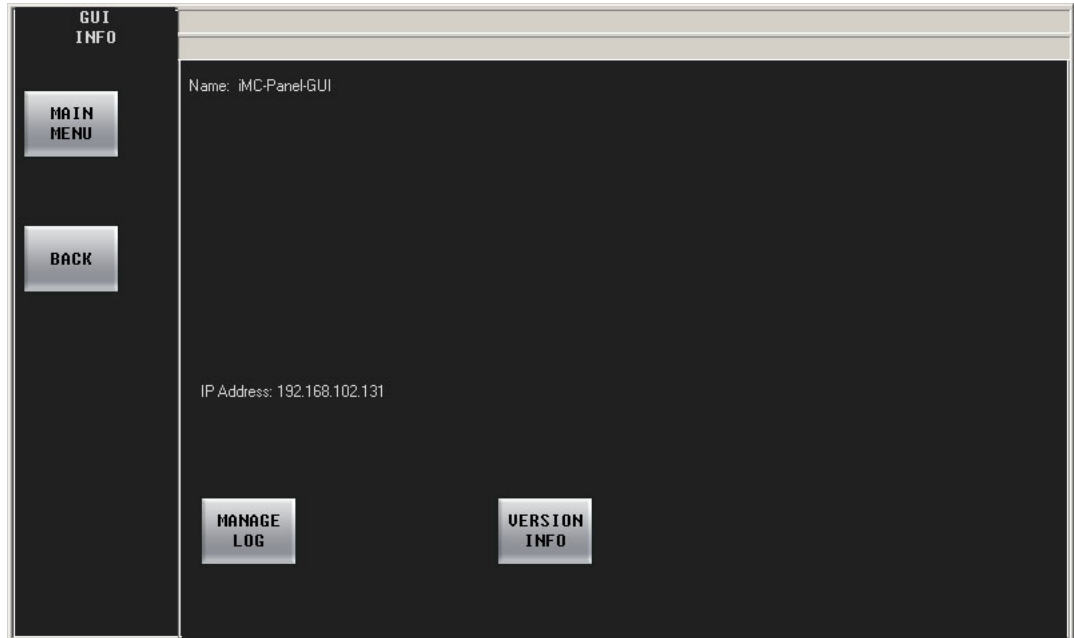 GUI
INFO
Name: iMC-Panel-GUI
MAIN
MENU
BACK
IP Address: 192.168.102.131
MANAGE
LOG
VERSION
INFO